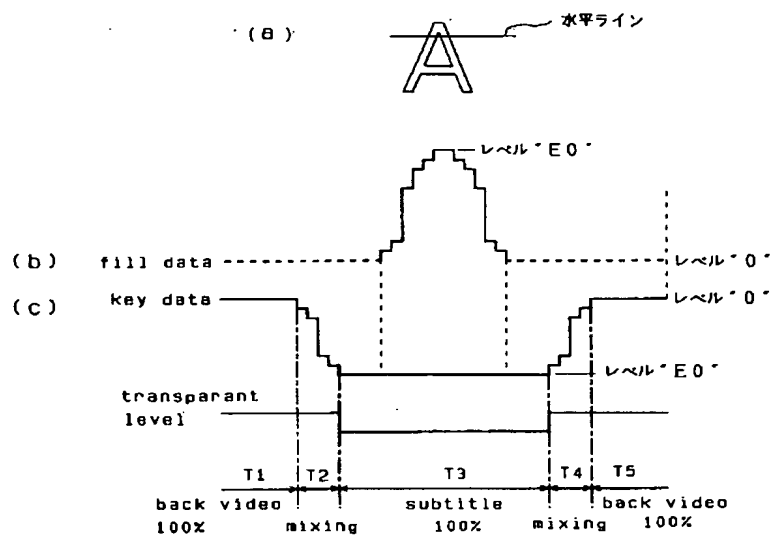 (a)
水平ライン
レベル"E0"
(b) fill data レベル"0"
(c) key data レベル"0"
レベル"E0"
transparant
level
T1 T2 T3 T4 T5
back video subtitle back video
100% mixing 100% mixing 100%